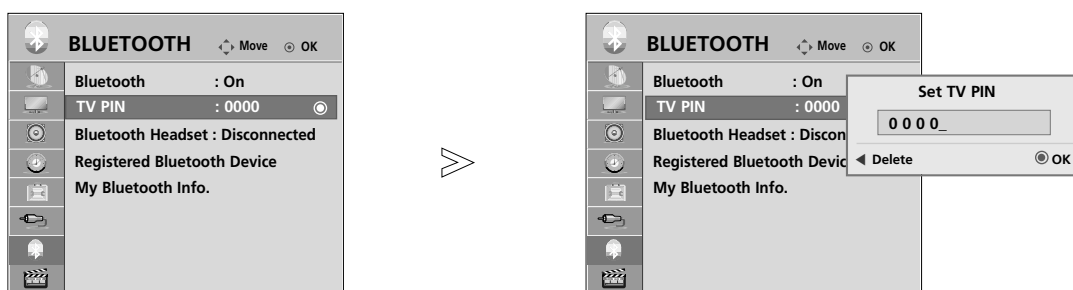 BLUETOOTH Move OK
Bluetooth : On
TV PIN : 0000
Bluetooth Headset : Disconnected
Registered Bluetooth Device
My Bluetooth Info.
BLUETOOTH Move OK
Bluetooth : On
TV PIN : 0000
Bluetooth Headset : Discon
Registered Bluetooth Devic
My Bluetooth Info.
Set TV PIN
0 0 0 0_
Delete OK